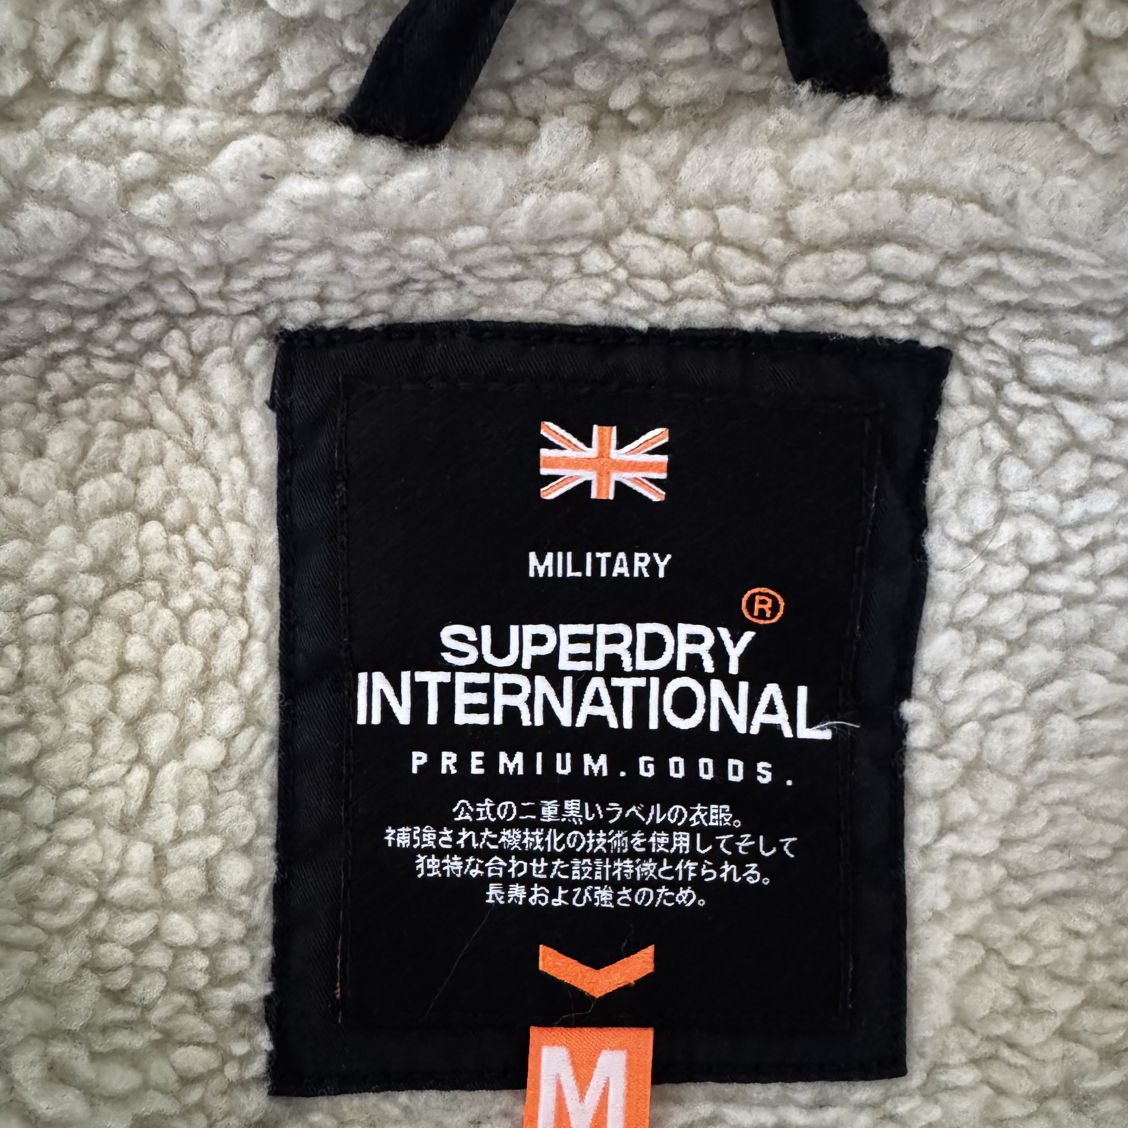 MILITARY
SUPERDRY®
INTERNATIONAL
PREMIUM.GOODS.
公式の二重黒いラベルの衣服。
補強された機械化の技術を使用してそして
独特な合わせた設計特徴と作られる。
長寿および強さのため。
M